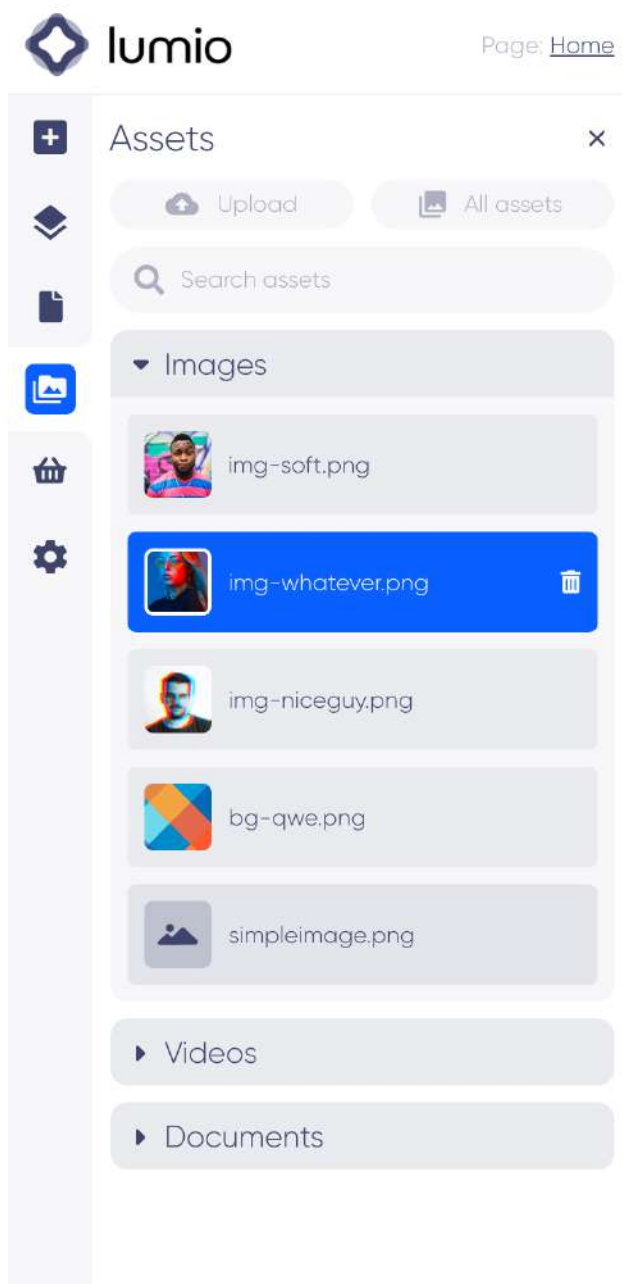 lumio
Page: Home
Assets
Upload
All assets
Search assets
Images
img-soft.png
img-whatever.png
img-niceguy.png
bg-qwe.png
simpleimage.png
Videos
Documents